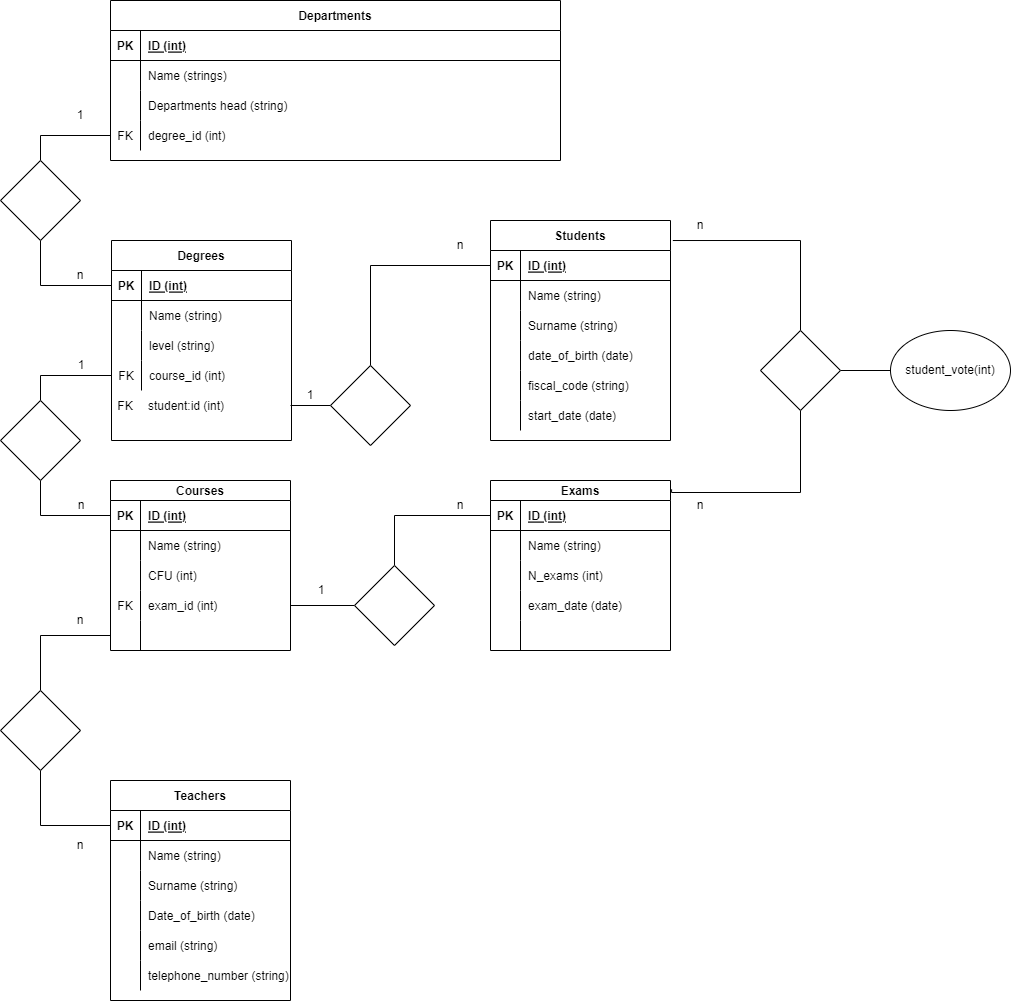 Departments
PK ID (int)
Name (strings)
Departments head (string)
1
FK degree_id (int)
n
Degrees
PK ID (int)
Name (string)
level (string)
1
FK course_id (int)
FK student:id (int)
1
n
Students
PK ID (int)
Name (string)
Surname (string)
date_of_birth (date)
fiscal_code (string)
start_date (date)
n
student_vote(int)
n
Courses
n
PK ID (int)
Name (string)
CFU (int)
FK exam_id (int)
1
n
n
Exams
PK ID (int)
Name (string)
N_exams (int)
exam_date (date)
Teachers
PK ID (int)
n
Name (string)
Surname (string)
Date_of_birth (date)
email (string)
telephone_number (string)